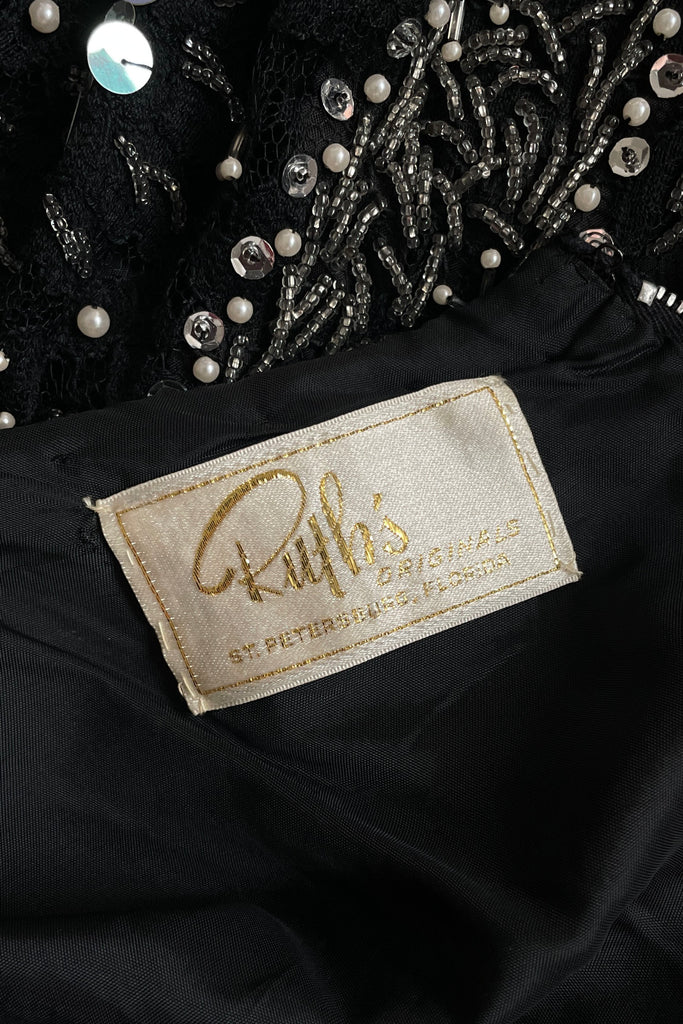 Ruth's
ORIGINALS
ST. PETERSBURG, FLORIDA